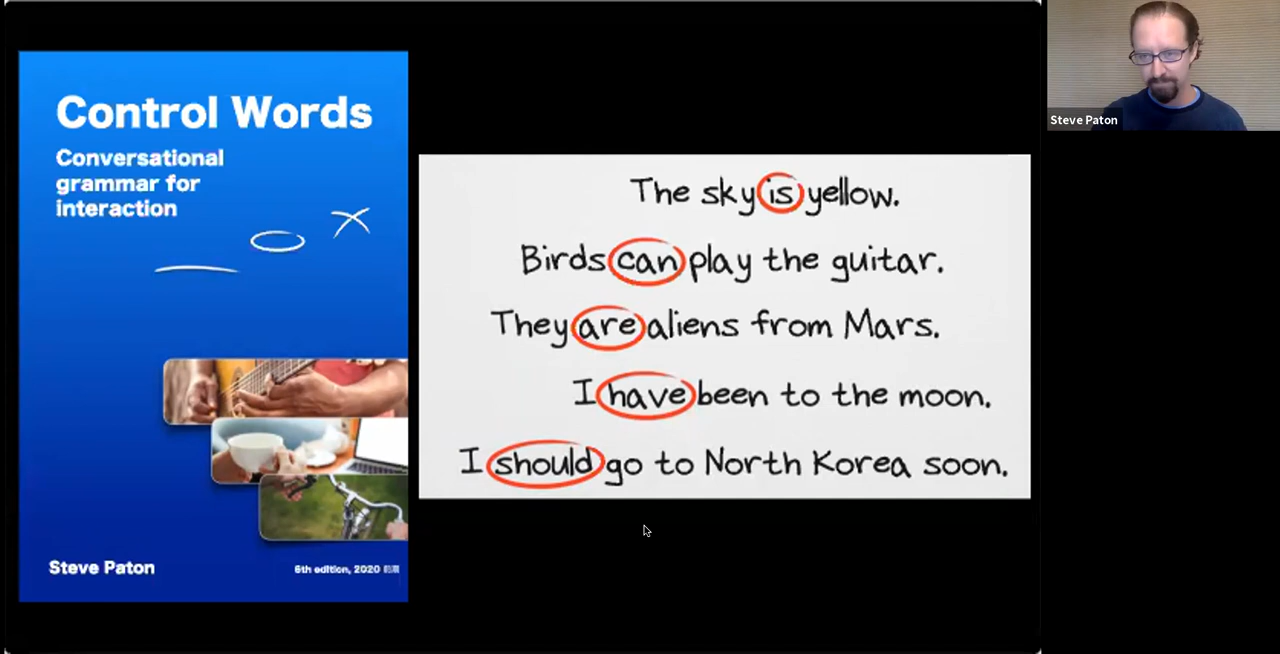 Control Words
Conversational
grammar for
interaction
Steve Paton
6th edition, 2020
The sky is yellow.
Birds can play the guitar.
They are aliens from Mars.
I have been to the moon.
I should go to North Korea soon.
Steve Paton